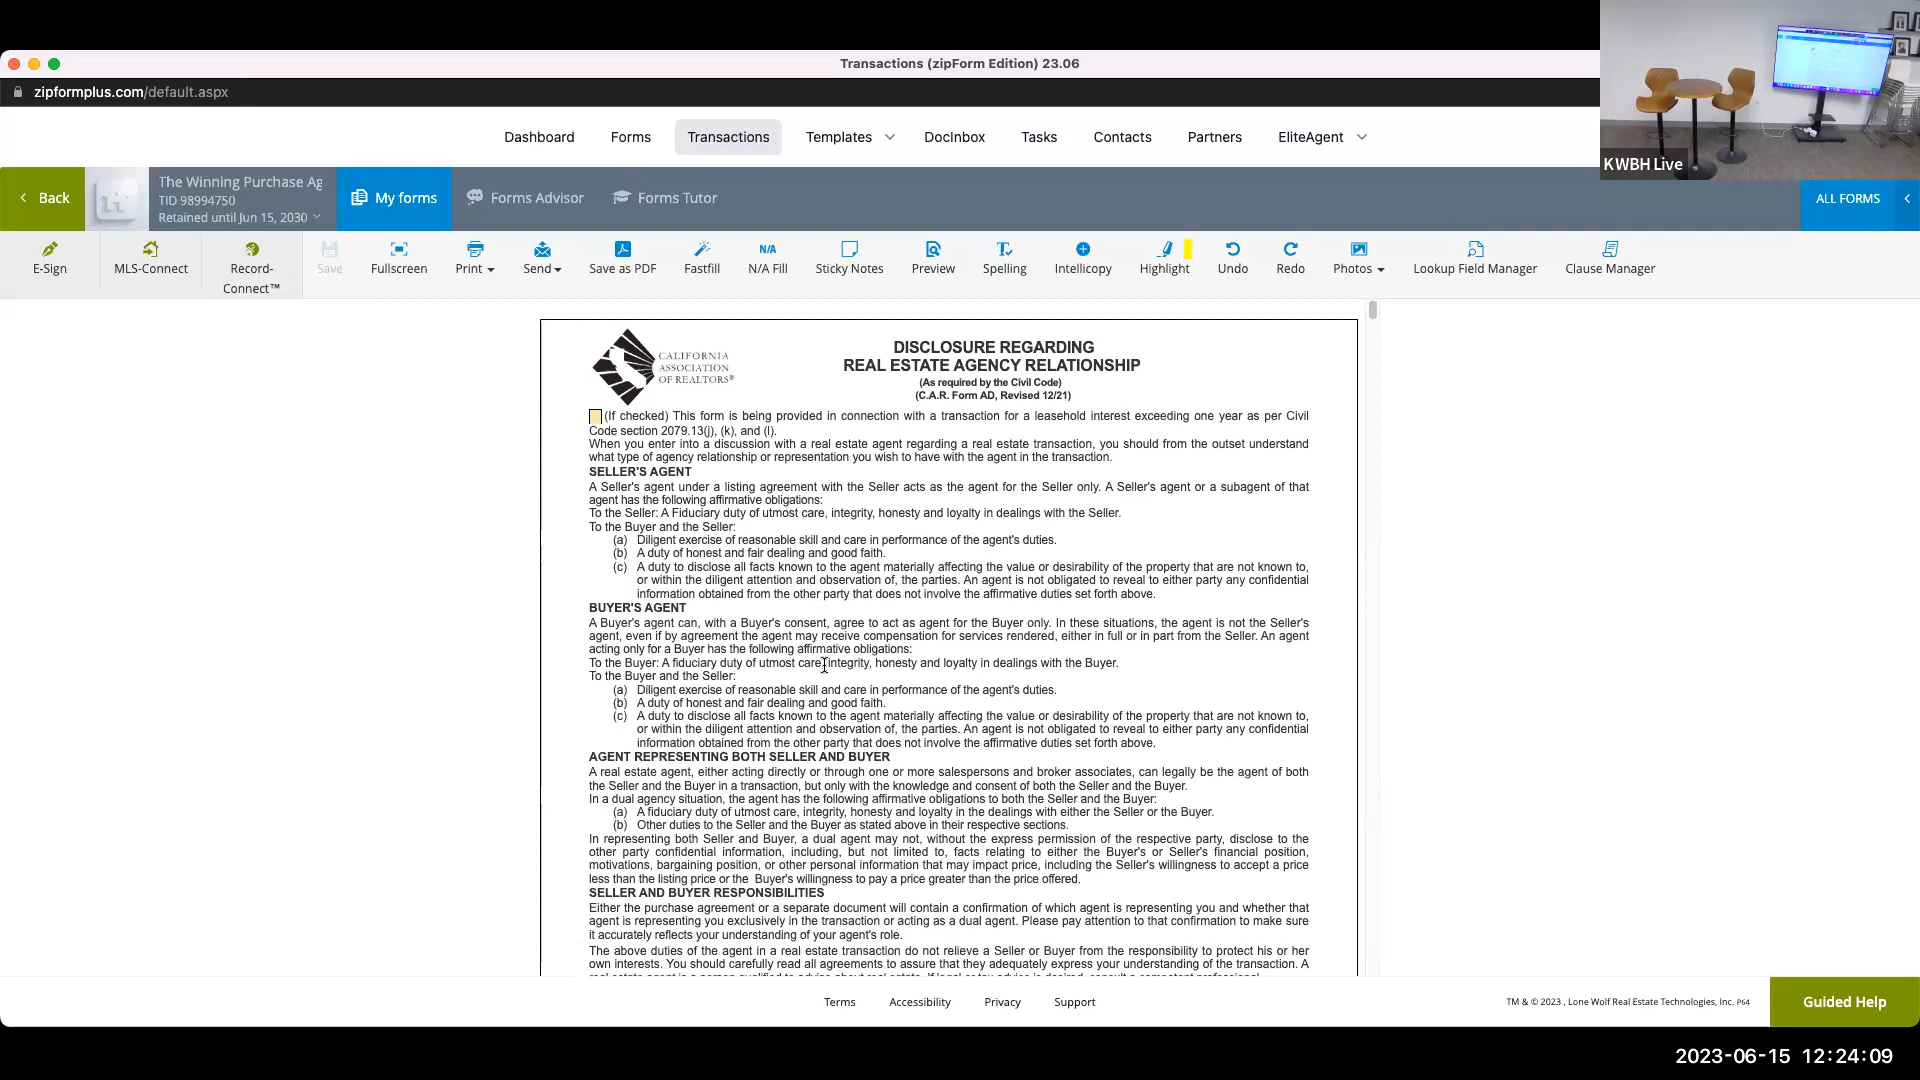 Transactions (zipForm Edition) 23.06
zipformplus.com/default.aspx
Dashboard Forms Transactions Templates DocInbox Tasks Contacts Partners EliteAgent
KWBH Live
Back
The Winning Purchase Ag
TID 98994750
Retained until Jun 15, 2030
My forms Forms Advisor Forms Tutor
ALL FORMS
E-Sign MLS-Connect Record-
Connect™ Save Fullscreen Print Send Save as PDF Fastfill N/A Fill Sticky Notes Preview Spelling Intellicopy Highlight Undo Redo Photos Lookup Field Manager Clause Manager
CALIFORNIA
ASSOCIATION
OF REALTORS®
DISCLOSURE REGARDING
REAL ESTATE AGENCY RELATIONSHIP
(As required by the Civil Code)
(C.A.R. Form AD, Revised 12/21)
(If checked) This form is being provided in connection with a transaction for a leasehold interest exceeding one year as per Civil
Code section 2079.13(j), (k), and (l).
When you enter into a discussion with a real estate agent regarding a real estate transaction, you should from the outset understand
what type of agency relationship or representation you wish to have with the agent in the transaction.
SELLER'S AGENT
A Seller's agent under a listing agreement with the Seller acts as the agent for the Seller only. A Seller's agent or a subagent of that
agent has the following affirmative obligations:
To the Seller: A Fiduciary duty of utmost care, integrity, honesty and loyalty in dealings with the Seller.
To the Buyer and the Seller:
(a) Diligent exercise of reasonable skill and care in performance of the agent's duties.
(b) A duty of honest and fair dealing and good faith.
(c) A duty to disclose all facts known to the agent materially affecting the value or desirability of the property that are not known to,
or within the diligent attention and observation of, the parties. An agent is not obligated to reveal to either party any confidential
information obtained from the other party that does not involve the affirmative duties set forth above.
BUYER'S AGENT
A Buyer's agent can, with a Buyer's consent, agree to act as agent for the Buyer only. In these situations, the agent is not the Seller's
agent, even if by agreement the agent may receive compensation for services rendered, either in full or in part from the Seller. An agent
acting only for a Buyer has the following affirmative obligations:
To the Buyer: A fiduciary duty of utmost care, integrity, honesty and loyalty in dealings with the Buyer.
To the Buyer and the Seller:
(a) Diligent exercise of reasonable skill and care in performance of the agent's duties.
(b) A duty of honest and fair dealing and good faith.
(c) A duty to disclose all facts known to the agent materially affecting the value or desirability of the property that are not known to,
or within the diligent attention and observation of, the parties. An agent is not obligated to reveal to either party any confidential
information obtained from the other party that does not involve the affirmative duties set forth above.
AGENT REPRESENTING BOTH SELLER AND BUYER
A real estate agent, either acting directly or through one or more salespersons and broker associates, can legally be the agent of both
the Seller and the Buyer in a transaction, but only with the knowledge and consent of both the Seller and the Buyer.
In a dual agency situation, the agent has the following affirmative obligations to both the Seller and the Buyer:
(a) A fiduciary duty of utmost care, integrity, honesty and loyalty in the dealings with either the Seller or the Buyer.
(b) Other duties to the Seller and the Buyer as stated above in their respective sections.
In representing both Seller and Buyer, a dual agent may not, without the express permission of the respective party, disclose to the
other party confidential information, including, but not limited to, facts relating to either the Buyer's or Seller's financial position,
motivations, bargaining position, or other personal information that may impact price, including the Seller's willingness to accept a price
less than the listing price or the Buyer's willingness to pay a price greater than the price offered.
SELLER AND BUYER RESPONSIBILITIES
Either the purchase agreement or a separate document will contain a confirmation of which agent is representing you and whether that
agent is representing you exclusively in the transaction or acting as a dual agent. Please pay attention to that confirmation to make sure
it accurately reflects your understanding of your agent's role.
The above duties of the agent in a real estate transaction do not relieve a Seller or Buyer from the responsibility to protect his or her
own interests. You should carefully read all agreements to assure that they adequately express your understanding of the transaction. A
Terms Accessibility Privacy Support
TM & © 2023 , Lone Wolf Real Estate Technologies, Inc. P64
Guided Help
2023-06-15 12:24:09